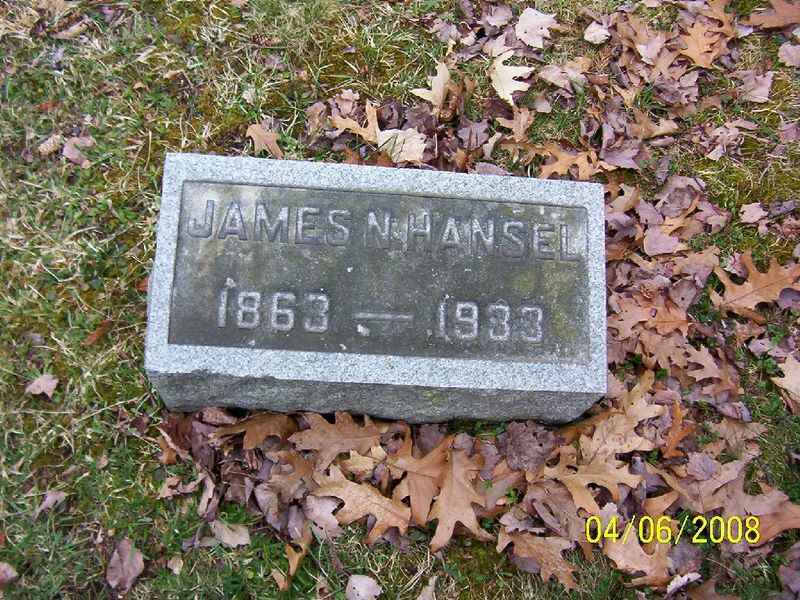 JAMES N. HANSEL
1863 — 1933
04/06/2008